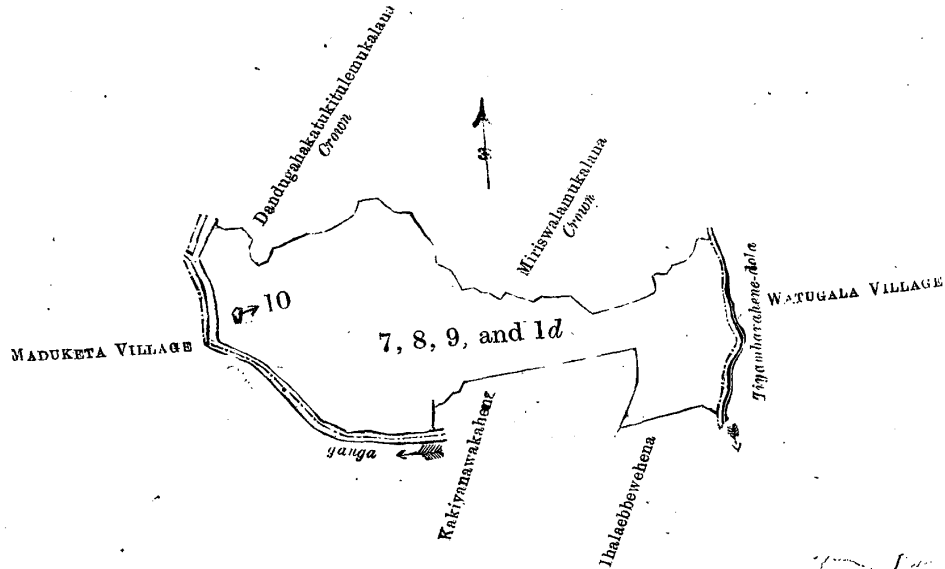 Dandugahakatukitulemukalana
Crown
Miriswalamukalana
Crown
10
7, 8, 9, and 1d
MADUKETA VILLAGE
WATUGALA VILLAGE
Tiyambarahene-dola
ganga
Kakiyanawakahena
Ihalaebbewehena